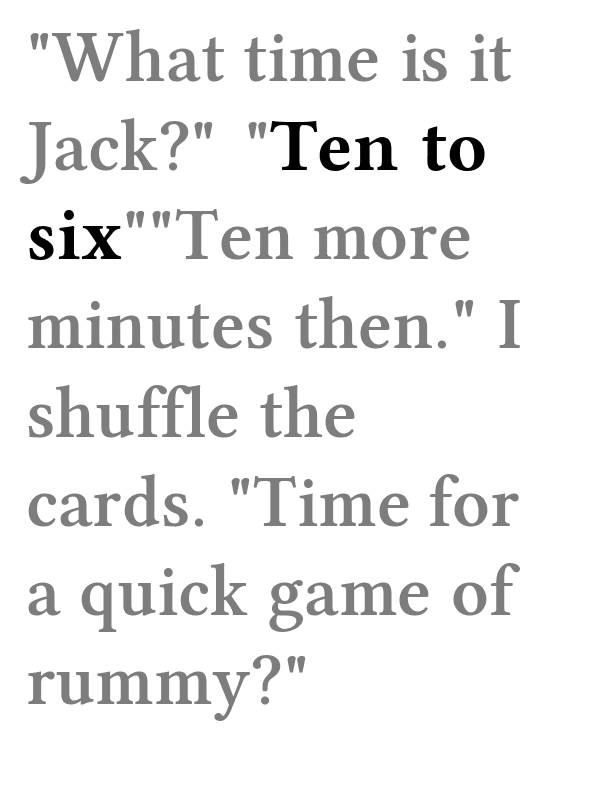 "What time is it
Jack?" "Ten to
six""Ten more
minutes then." I
shuffle the
cards. "Time for
a quick game of
rummy?"